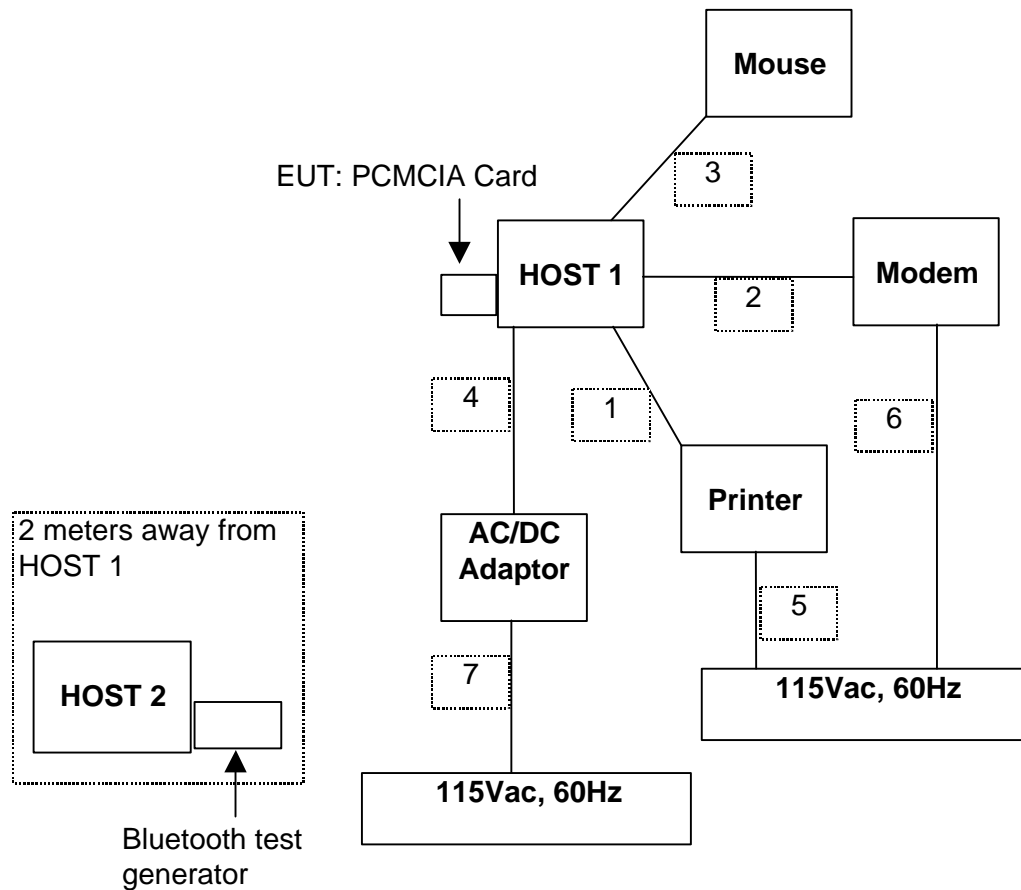 Mouse
EUT: PCMCIA Card
3
HOST 1
2
Modem
4
1
6
Printer
2 meters away from
HOST 1
AC/DC
Adaptor
5
HOST 2
7
115Vac, 60Hz
115Vac, 60Hz
Bluetooth test
generator